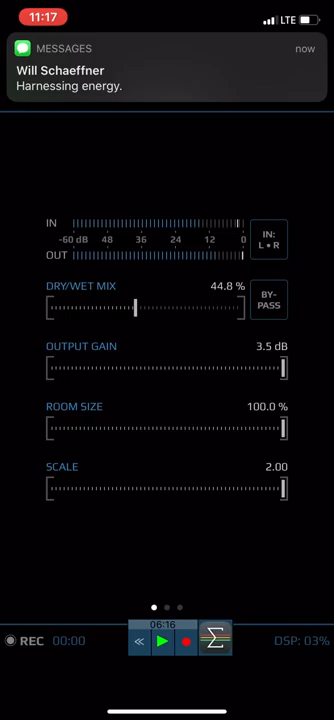 11:17
LTE
MESSAGES
now
Will Schaeffner
Harnessing energy.
IN
-60 dB 48 36 24 12 0
OUT
IN:
L • R
DRY/WET MIX 44.8 %
BY-
PASS
OUTPUT GAIN 3.5 dB
ROOM SIZE 100.0 %
SCALE 2.00
06:16
REC 00:00
Σ
DSP: 03%